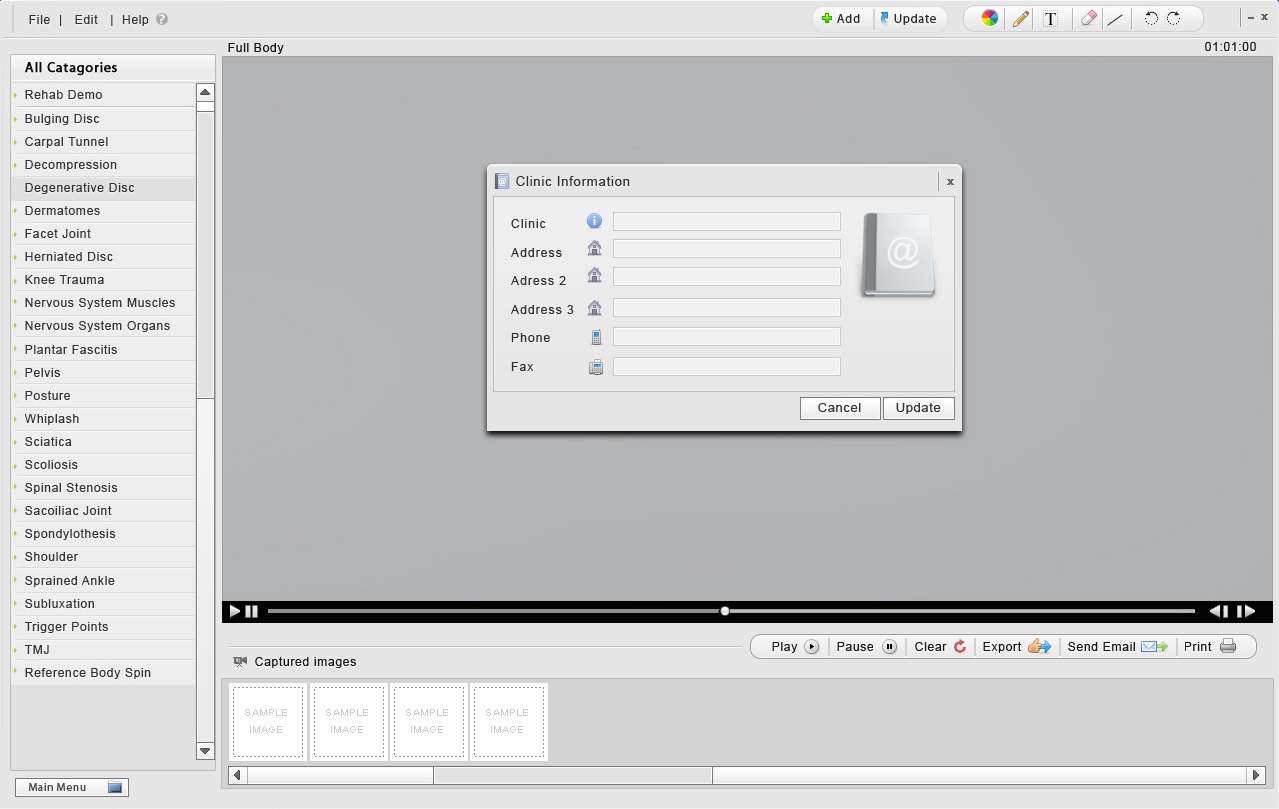 File | Edit | Help ?
Add Update T
Full Body 01:01:00
All Catagories
Rehab Demo
Bulging Disc
Carpal Tunnel
Decompression
Degenerative Disc
Dermatomes
Facet Joint
Herniated Disc
Knee Trauma
Nervous System Muscles
Nervous System Organs
Plantar Fascitis
Pelvis
Posture
Whiplash
Sciatica
Scoliosis
Spinal Stenosis
Sacoiliac Joint
Spondylothesis
Shoulder
Sprained Ankle
Subluxation
Trigger Points
TMJ
Reference Body Spin
Main Menu
Clinic Information x
Clinic
Address
Adress 2
Address 3
Phone
Fax
@
Cancel Update
Play Pause Clear Export Send Email Print
Captured images
SAMPLE IMAGE
SAMPLE IMAGE
SAMPLE IMAGE
SAMPLE IMAGE